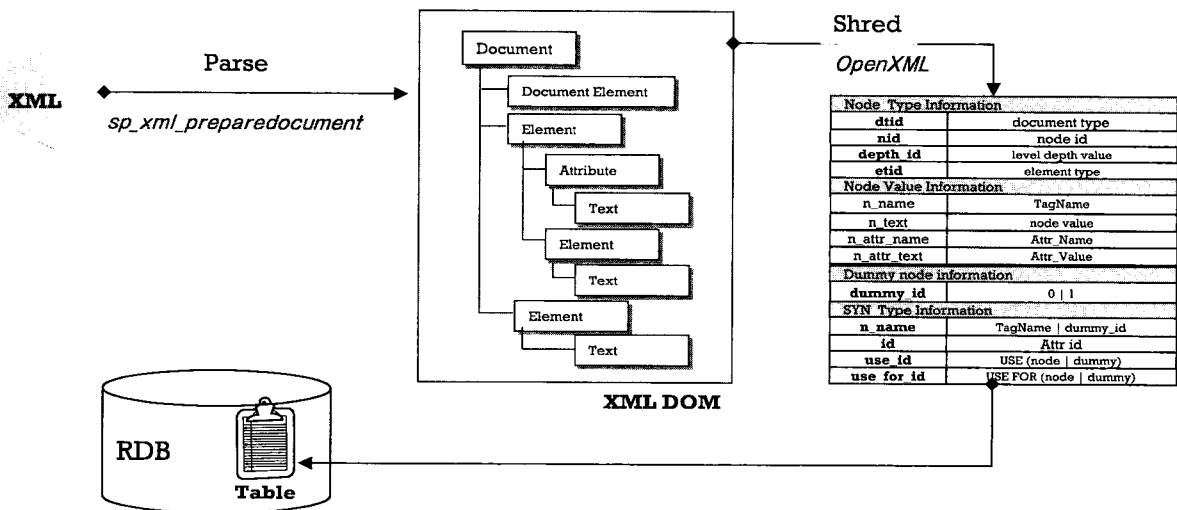 XML
Parse
sp_xml_preparedocument
Document
Document Element
Element
Attribute
Text
Element
Text
Element
Text
XML DOM
Shred
OpenXML
Node Type Information
dtid document type
nid node id
depth_id level depth value
etid element type
Node Value Information
n_name TagName
n_text node value
n_attr_name Attr_Name
n_attr_text Attr_Value
Dummy node information
dummy_id 0 | 1
SYN Type Information
n_name TagName | dummy_id
id Attr id
use_id USE (node | dummy)
use_for_id USE FOR (node | dummy)
RDB
Table